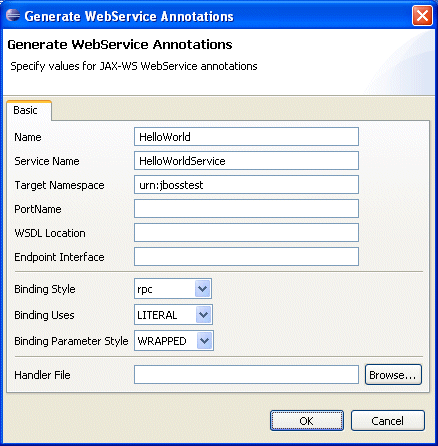 Generate WebService Annotations
Generate WebService Annotations
Specify values for JAX-WS WebService annotations
Basic
Name HelloWorld
Service Name HelloWorldService
Target Namespace urn:jbosstest
PortName
WSDL Location
Endpoint Interface
Binding Style rpc
Binding Uses LITERAL
Binding Parameter Style WRAPPED
Handler File Browse...
OK Cancel